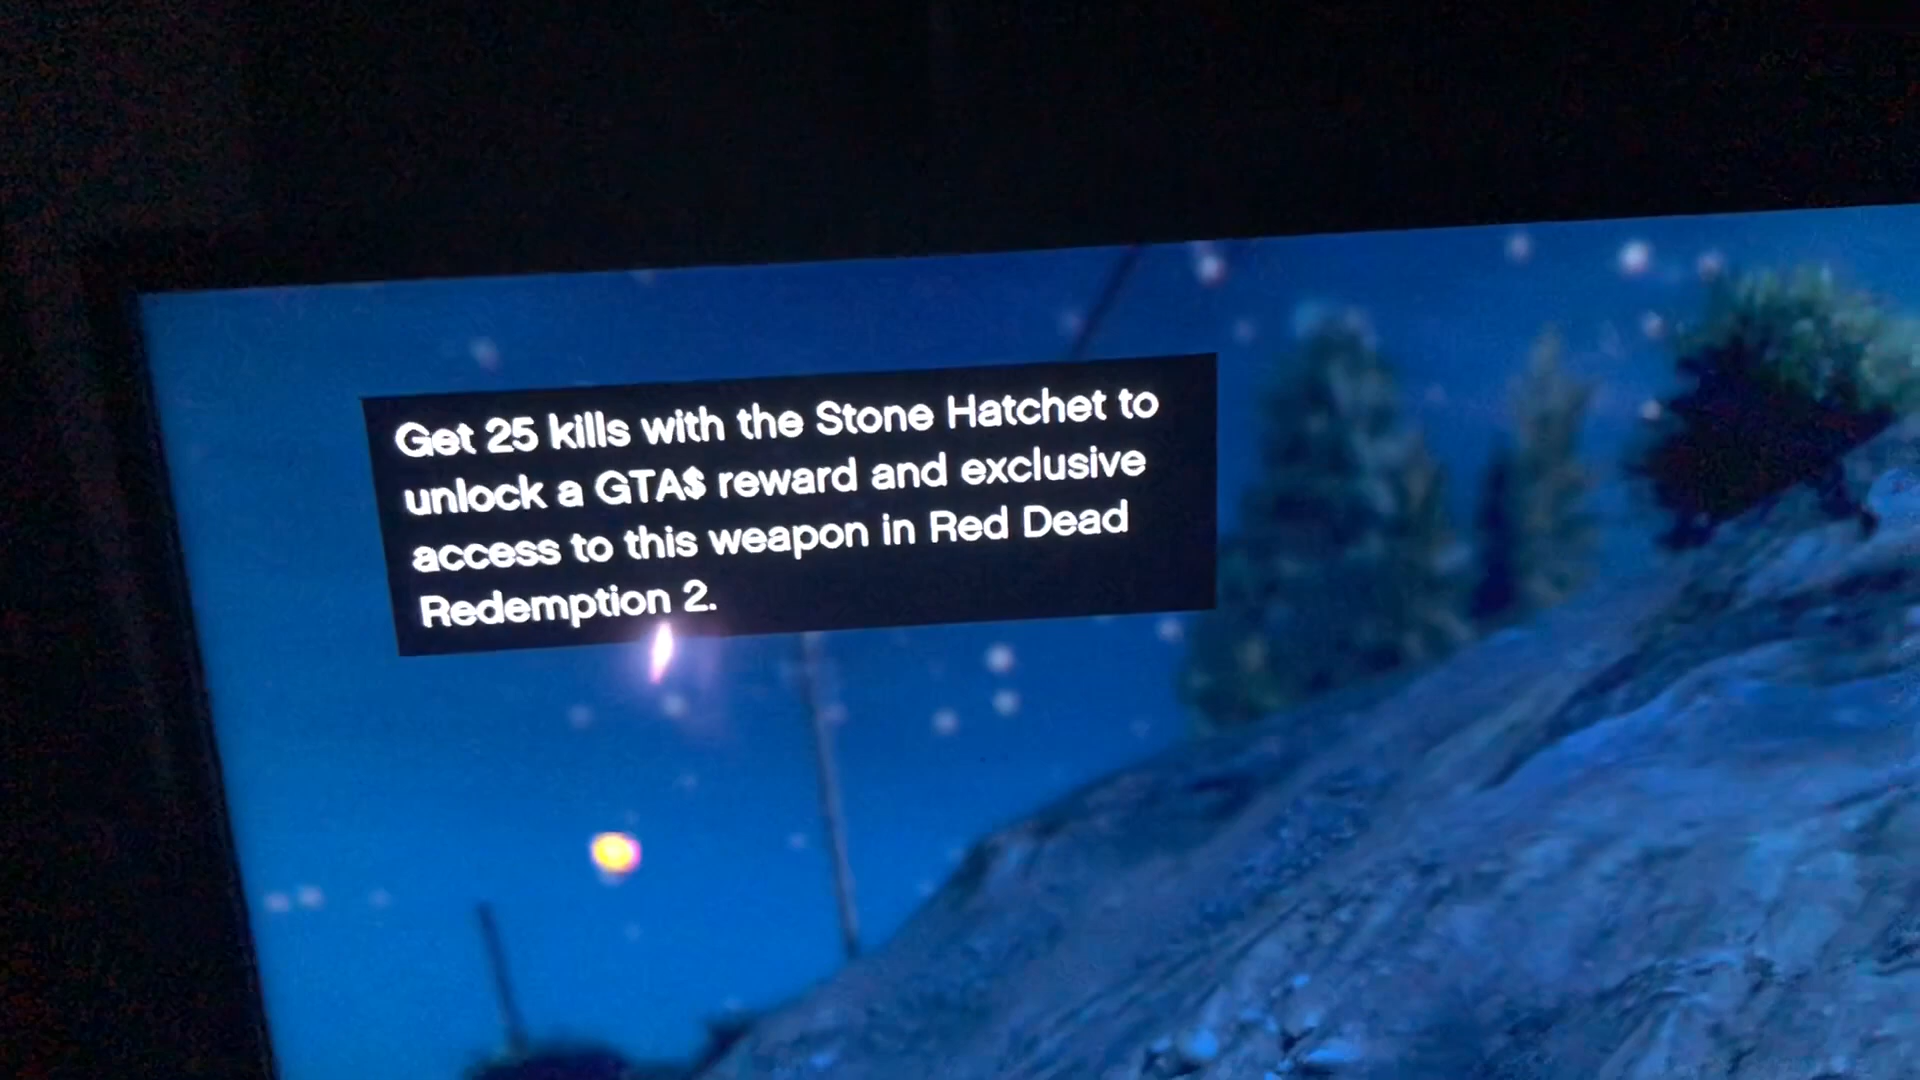 Get 25 kills with the Stone Hatchet to
unlock a GTA$ reward and exclusive
access to this weapon in Red Dead
Redemption 2.